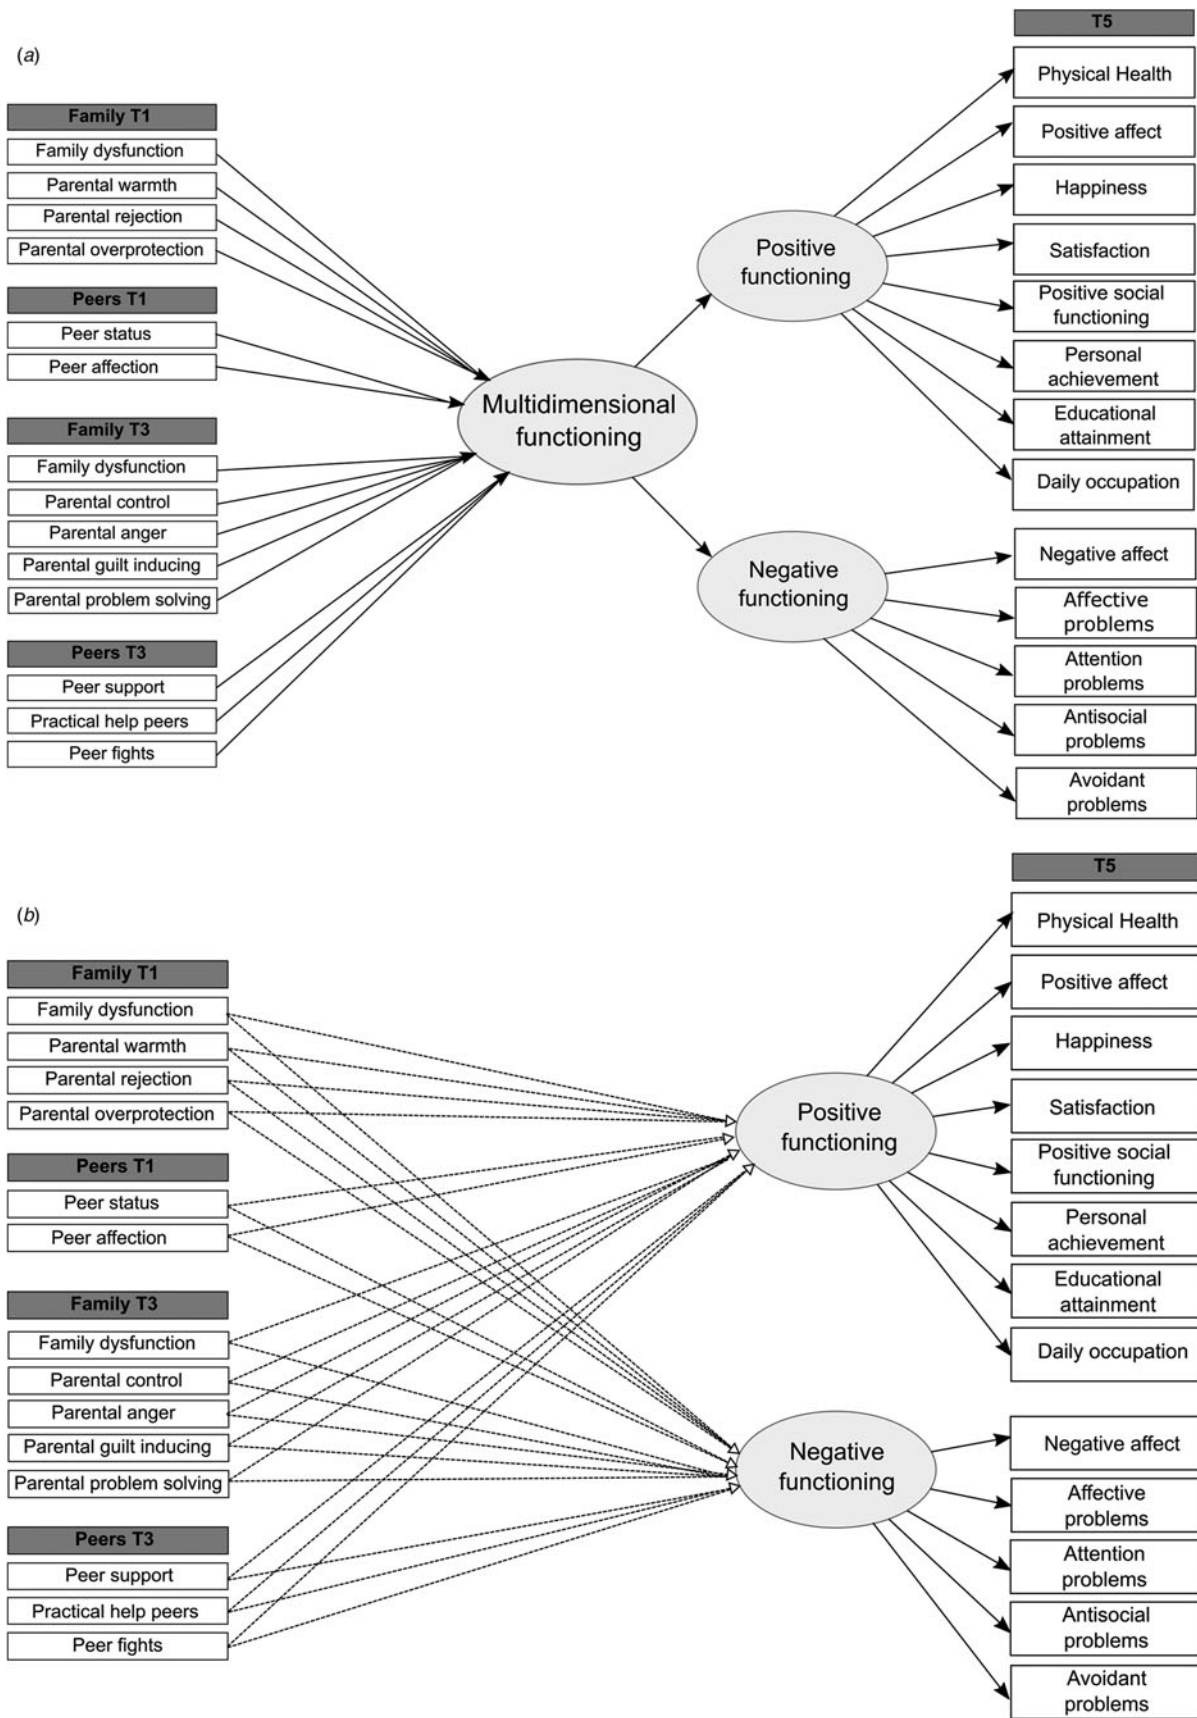 (a)
Family T1
Family dysfunction
Parental warmth
Parental rejection
Parental overprotection
Peers T1
Peer status
Peer affection
Family T3
Family dysfunction
Parental control
Parental anger
Parental guilt inducing
Parental problem solving
Peers T3
Peer support
Practical help peers
Peer fights
Multidimensional
functioning
Positive
functioning
Negative
functioning
T5
Physical Health
Positive affect
Happiness
Satisfaction
Positive social
functioning
Personal
achievement
Educational
attainment
Daily occupation
Negative affect
Affective
problems
Attention
problems
Antisocial
problems
Avoidant
problems
(b)
Family T1
Family dysfunction
Parental warmth
Parental rejection
Parental overprotection
Peers T1
Peer status
Peer affection
Family T3
Family dysfunction
Parental control
Parental anger
Parental guilt inducing
Parental problem solving
Peers T3
Peer support
Practical help peers
Peer fights
Positive
functioning
Negative
functioning
T5
Physical Health
Positive affect
Happiness
Satisfaction
Positive social
functioning
Personal
achievement
Educational
attainment
Daily occupation
Negative affect
Affective
problems
Attention
problems
Antisocial
problems
Avoidant
problems